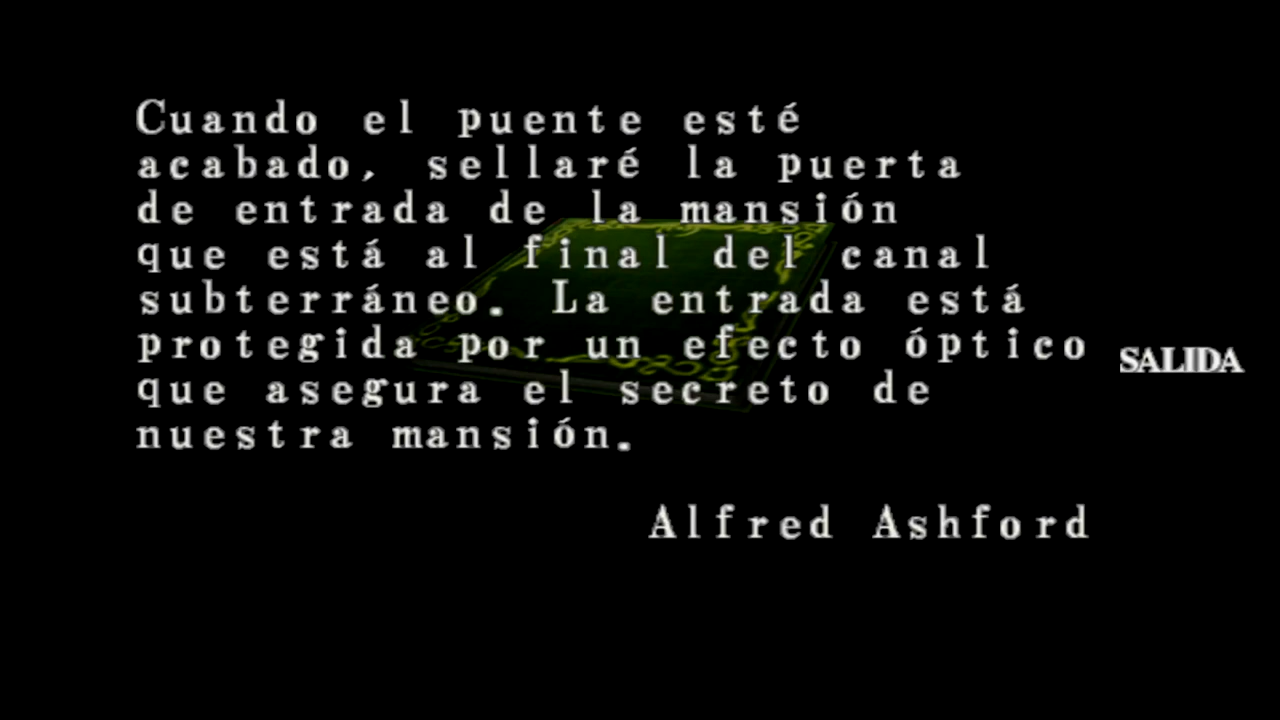 Cuando el puente esté
acabado, sellaré la puerta
de entrada de la mansión
que está al final del canal
subterráneo. La entrada está
protegida por un efecto óptico
SALIDA
que asegura el secreto de
nuestra mansión.
Alfred Ashford